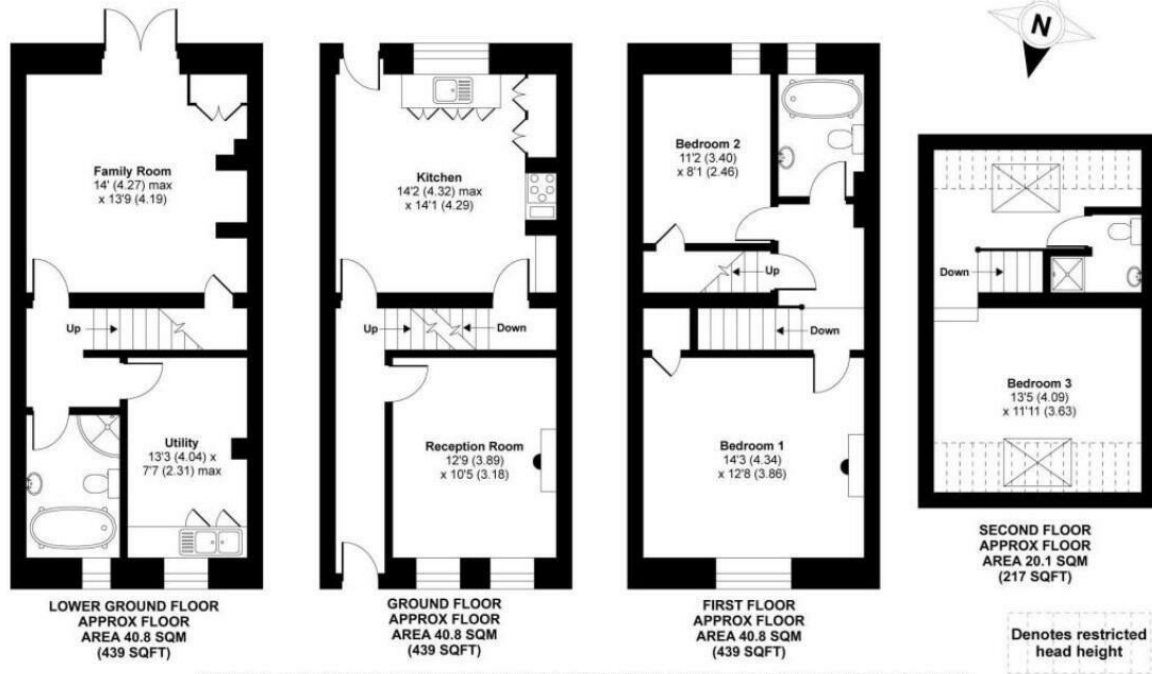 N
Family Room
14' (4.27) max
x 13'9 (4.19)
Up
Utility
13'3 (4.04) x
7'7 (2.31) max
LOWER GROUND FLOOR
APPROX FLOOR
AREA 40.8 SQM
(439 SQFT)
Kitchen
14'2 (4.32) max
x 14'1 (4.29)
Up
Down
Reception Room
12'9 (3.89)
x 10'5 (3.18)
GROUND FLOOR
APPROX FLOOR
AREA 40.8 SQM
(439 SQFT)
Bedroom 2
11'2 (3.40)
x 8'1 (2.46)
Up
Down
Bedroom 1
14'3 (4.34)
x 12'8 (3.86)
FIRST FLOOR
APPROX FLOOR
AREA 40.8 SQM
(439 SQFT)
Down
Bedroom 3
13'5 (4.09)
x 11'11 (3.63)
SECOND FLOOR
APPROX FLOOR
AREA 20.1 SQM
(217 SQFT)
Denotes restricted
head height